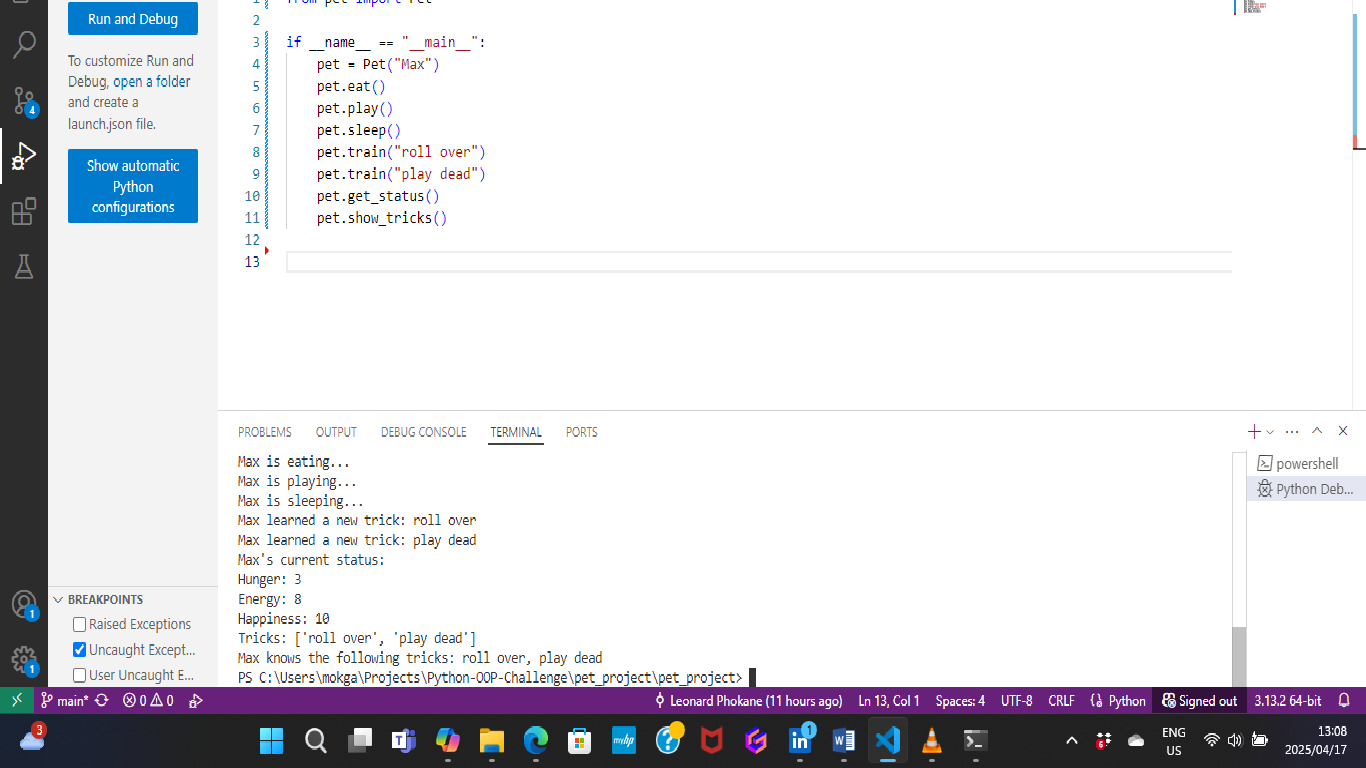 Run and Debug
To customize Run and
Debug, open a folder
and create a
launch.json file.
Show automatic
Python
configurations
4
BREAKPOINTS
Raised Exceptions
Uncaught Except...
User Uncaught E...
1
1
1 from pet import Pet
2
3 if __name__ == "__main__":
4 pet = Pet("Max")
5 pet.eat()
6 pet.play()
7 pet.sleep()
8 pet.train("roll over")
9 pet.train("play dead")
10 pet.get_status()
11 pet.show_tricks()
12
13
PROBLEMS OUTPUT DEBUG CONSOLE TERMINAL PORTS
Max is eating...
Max is playing...
Max is sleeping...
Max learned a new trick: roll over
Max learned a new trick: play dead
Max's current status:
Hunger: 3
Energy: 8
Happiness: 10
Tricks: ['roll over', 'play dead']
Max knows the following tricks: roll over, play dead
PS C:\Users\mokga\Projects\Python-OOP-Challenge\pet_project\pet_project>
powershell
Python Deb...
main* 0 0 Leonard Phokane (11 hours ago) Ln 13, Col 1 Spaces: 4 UTF-8 CRLF {} Python Signed out 3.13.2 64-bit
3 myhp 1 6 ENG US 13:08
2025/04/17